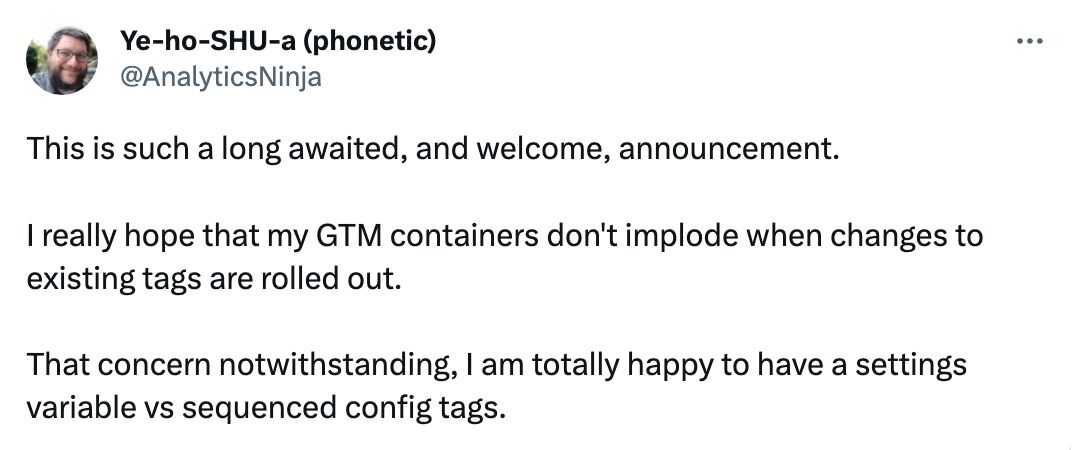 Ye-ho-SHU-a (phonetic)
@AnalyticsNinja
This is such a long awaited, and welcome, announcement.
I really hope that my GTM containers don't implode when changes to
existing tags are rolled out.
That concern notwithstanding, I am totally happy to have a settings
variable vs sequenced config tags.